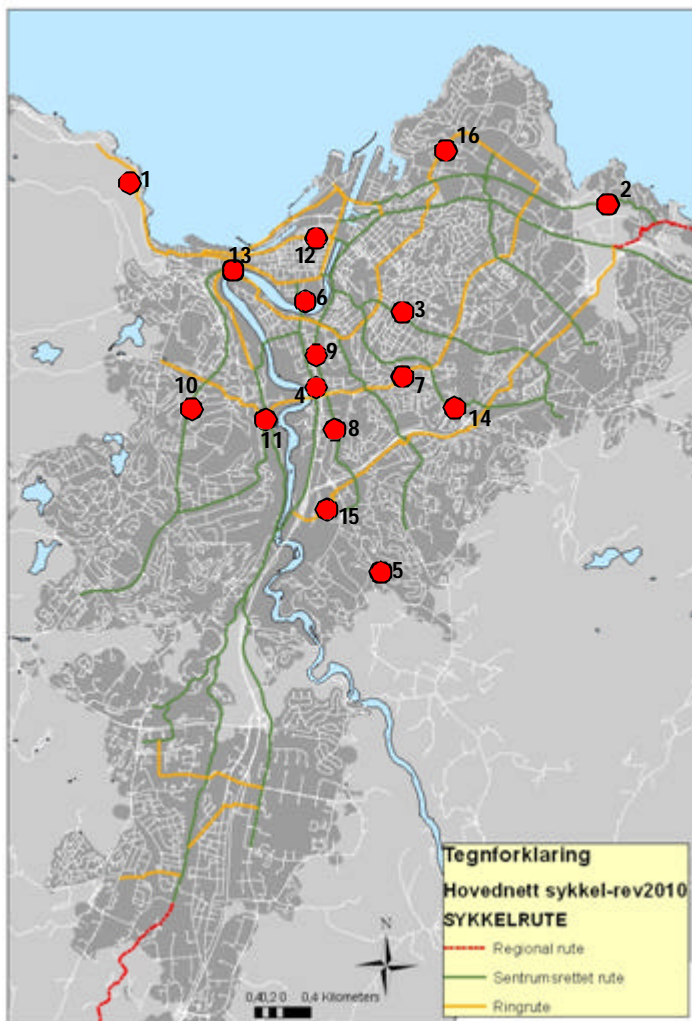 16
1
2
12
13
6
3
9
7
4
10
14
11
8
15
5
Tegnforklaring
Hovednett sykkel-rev2010
SYKKELRUTE
N
Regional rute
Sentrumsrettet rute
0,4 Kilometers
Ringrute